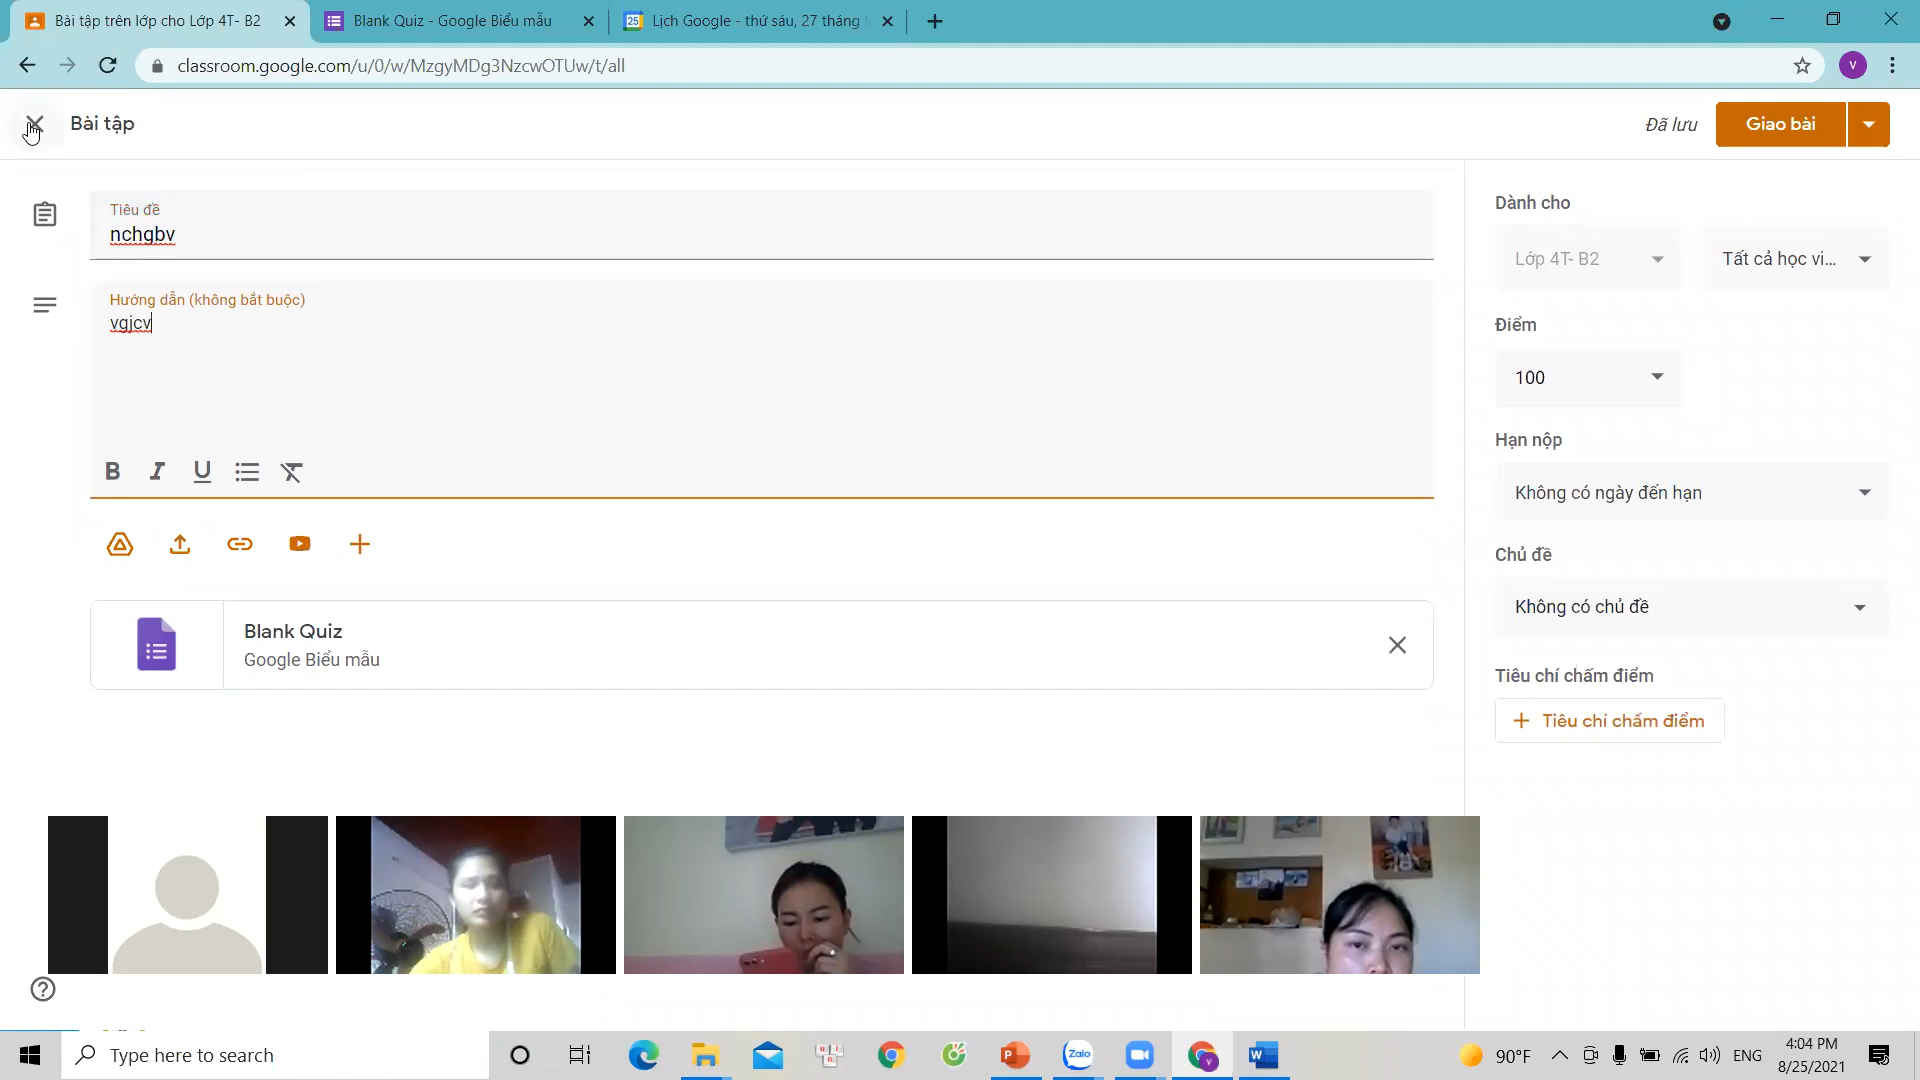 Bài tập trên lớp cho Lớp 4T- B2
Blank Quiz - Google Biểu mẫu
Lịch Google - thứ sáu, 27 tháng
classroom.google.com/u/0/w/MzgyMDg3NzcwOTUw/t/all
V
Bài tập
Đã lưu
Giao bài
Tiêu đề
nchgbv
Hướng dẫn (không bắt buộc)
vgjcv
B I U
Blank Quiz
Google Biểu mẫu
Dành cho
Lớp 4T- B2
Tất cả học vi...
Điểm
100
Hạn nộp
Không có ngày đến hạn
Chủ đề
Không có chủ đề
Tiêu chí chấm điểm
Tiêu chí chấm điểm
Type here to search
Zalo
90°F
ENG
4:04 PM
8/25/2021